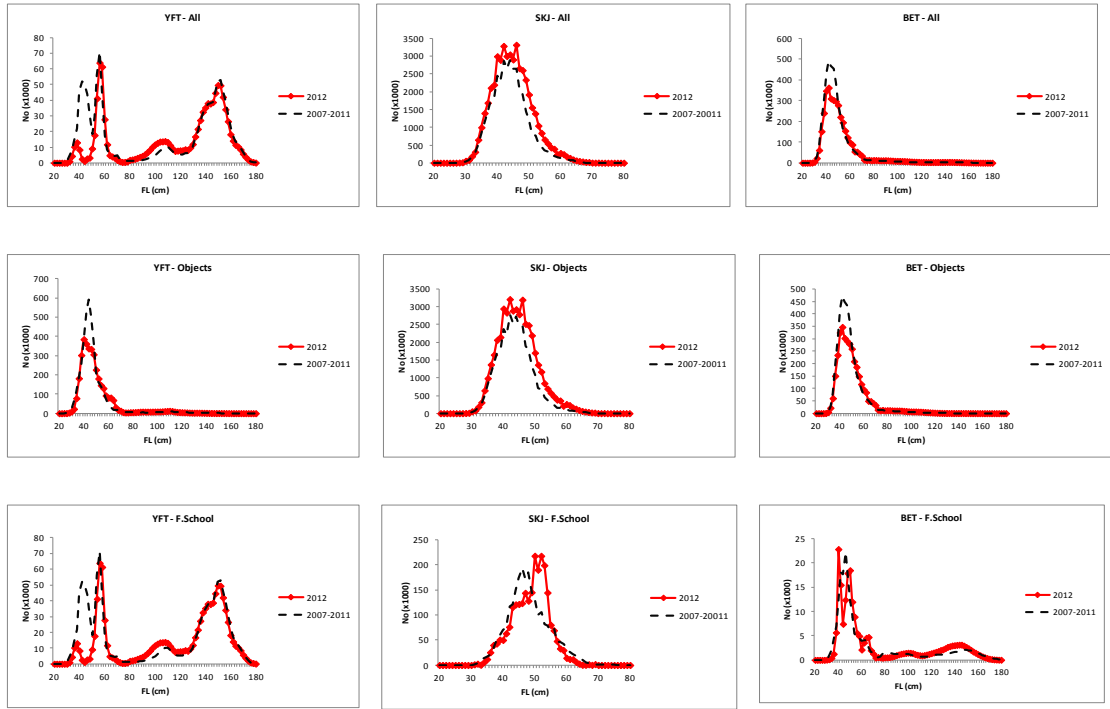 YFT - All
80
70
60
50
40
30
20
10
0
No (x1000)
20 40 60 80 100 120 140 160 180
FL (cm)
2012
2007-2011
SKJ - All
3500
3000
2500
2000
1500
1000
500
0
No (x1000)
20 30 40 50 60 70 80
FL (cm)
2012
2007-20011
BET - All
600
500
400
300
200
100
0
No (x1000)
20 40 60 80 100 120 140 160 180
FL (cm)
2012
2007-2011
YFT - Objects
700
600
500
400
300
200
100
0
No (x1000)
20 40 60 80 100 120 140 160 180
FL (cm)
2012
2007-2011
SKJ - Objects
3500
3000
2500
2000
1500
1000
500
0
No (x1000)
20 30 40 50 60 70 80
FL (cm)
2012
2007-20011
BET - Objects
500
450
400
350
300
250
200
150
100
50
0
No (x1000)
20 40 60 80 100 120 140 160 180
FL (cm)
2012
2007-2011
YFT - F.School
80
70
60
50
40
30
20
10
0
No (x1000)
20 40 60 80 100 120 140 160 180
FL (cm)
2012
2007-2011
SKJ - F.School
250
200
150
100
50
0
No (x1000)
20 30 40 50 60 70 80
FL (cm)
2012
2007-20011
BET - F.School
25
20
15
10
5
0
No (x1000)
20 40 60 80 100 120 140 160 180
FL (cm)
2012
2007-2011